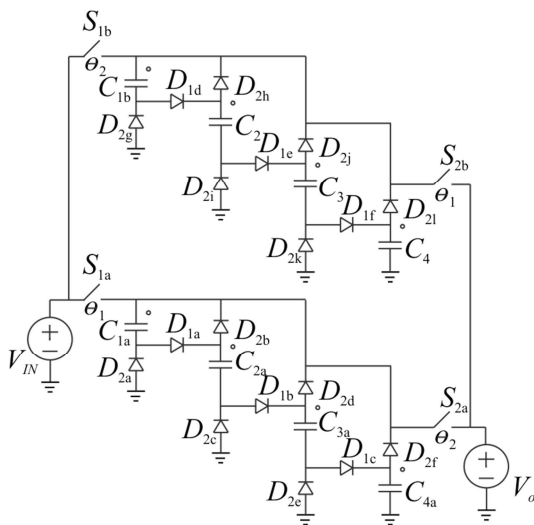 S1b
θ2
C1b
D1d
D2h
D2g
C2
D1e
D2j
D2i
C3
S2b
θ1
D1f
D2l
D2k
C4
S1a
θ1
C1a
D1a
D2b
VIN
D2a
C2a
D1b
D2d
S2a
D2c
C3a
θ2
D1c
D2f
D2e
C4a
Vo
+
−
+
−